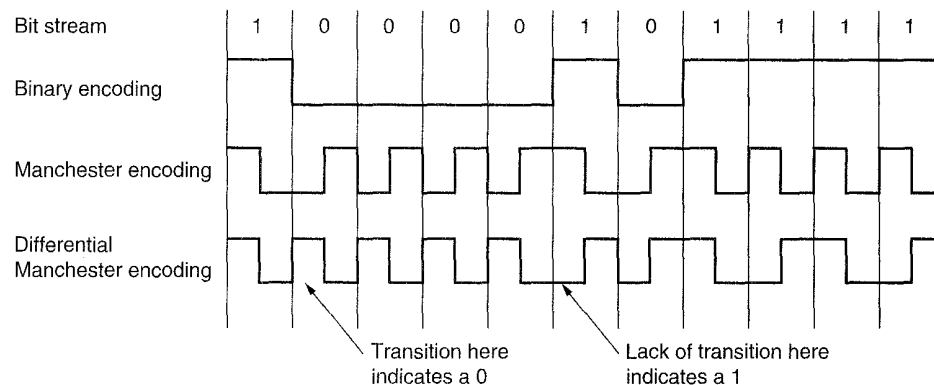 Bit stream 1 0 0 0 0 1 0 1 1 1 1
Binary encoding
Manchester encoding
Differential
Manchester encoding
Transition here
indicates a 0
Lack of transition here
indicates a 1